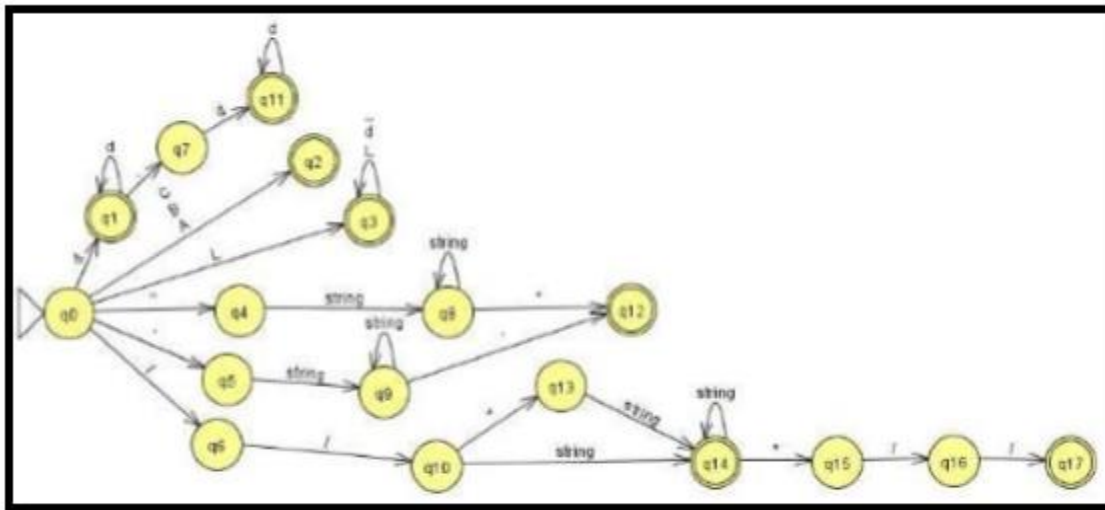 d
q11
d
q7
d
q2
L
q1
C
B
A
q3
L
string
q0
q4
string
q8
q12
string
q5
string
q9
q13
/
string
string
q6
/
q10
string
q14
q15
/
q16
/
q17